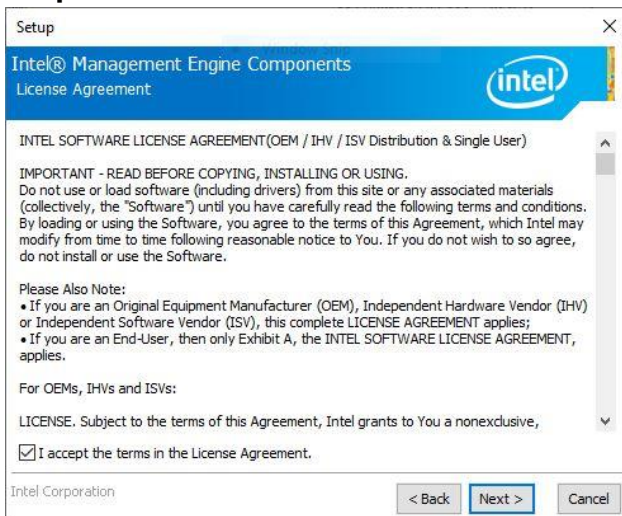 Setup
Intel® Management Engine Components
License Agreement
intel
INTEL SOFTWARE LICENSE AGREEMENT(OEM / IHV / ISV Distribution & Single User)
IMPORTANT - READ BEFORE COPYING, INSTALLING OR USING.
Do not use or load software (including drivers) from this site or any associated materials
(collectively, the "Software") until you have carefully read the following terms and conditions.
By loading or using the Software, you agree to the terms of this Agreement, which Intel may
modify from time to time following reasonable notice to You. If you do not wish to so agree,
do not install or use the Software.
Please Also Note:
• If you are an Original Equipment Manufacturer (OEM), Independent Hardware Vendor (IHV)
or Independent Software Vendor (ISV), this complete LICENSE AGREEMENT applies;
• If you are an End-User, then only Exhibit A, the INTEL SOFTWARE LICENSE AGREEMENT,
applies.
For OEMs, IHVs and ISVs:
LICENSE. Subject to the terms of this Agreement, Intel grants to You a nonexclusive,
I accept the terms in the License Agreement.
Intel Corporation
< Back Next > Cancel